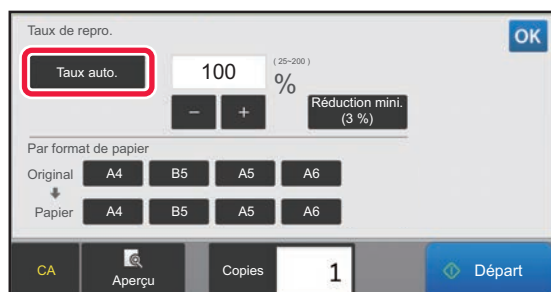 Taux de repro.
OK
Taux auto.
100
( 25~200 )
%
Réduction mini.
(3 %)
−
+
Par format de papier
Original
A4
B5
A5
A6
Papier
A4
B5
A5
A6
CA
Aperçu
Copies
1
Départ